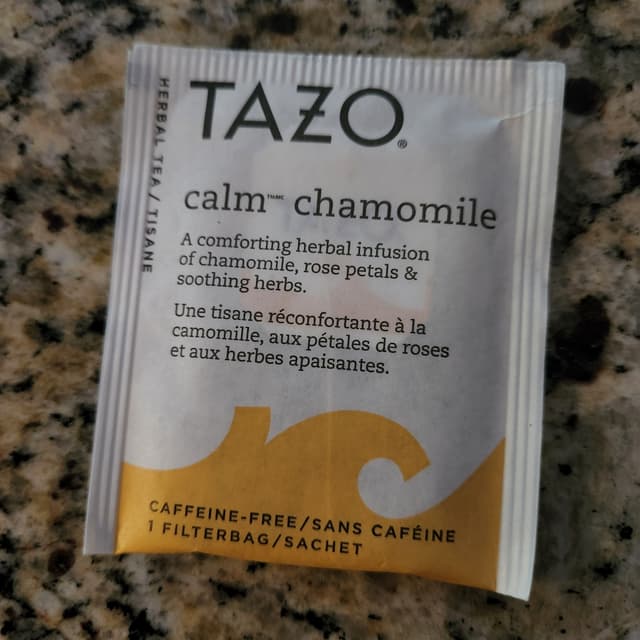 TAZO®
HERBAL TEA / TISANE
calm™ chamomile
A comforting herbal infusion
of chamomile, rose petals &
soothing herbs.
Une tisane réconfortante à la
camomille, aux pétales de roses
et aux herbes apaisantes.
CAFFEINE-FREE/SANS CAFÉINE
1 FILTERBAG/SACHET